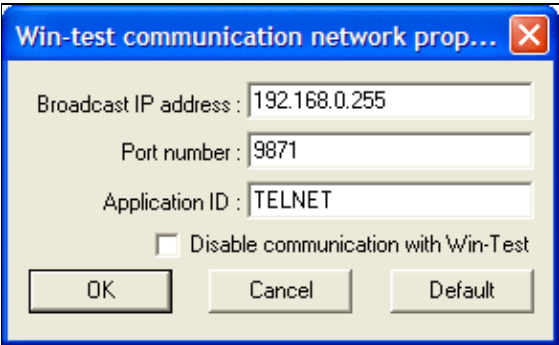 Win-test communication network prop...
Broadcast IP address : 192.168.0.255
Port number : 9871
Application ID : TELNET
Disable communication with Win-Test
OK Cancel Default